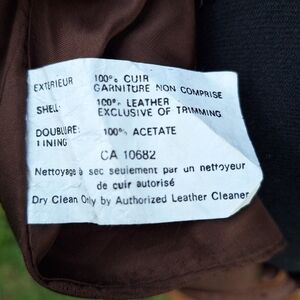 EXTERIEUR 100% CUIR
GARNITURE NON COMPRISE
SHELL: 100% LEATHER
EXCLUSIVE OF TRIMMING
DOUBLURE: 100% ACETATE
LINING
CA 10682
Nettoyage à sec seulement par un nettoyeur
de cuir autorisé
Dry Clean Only by Authorized Leather Cleaner